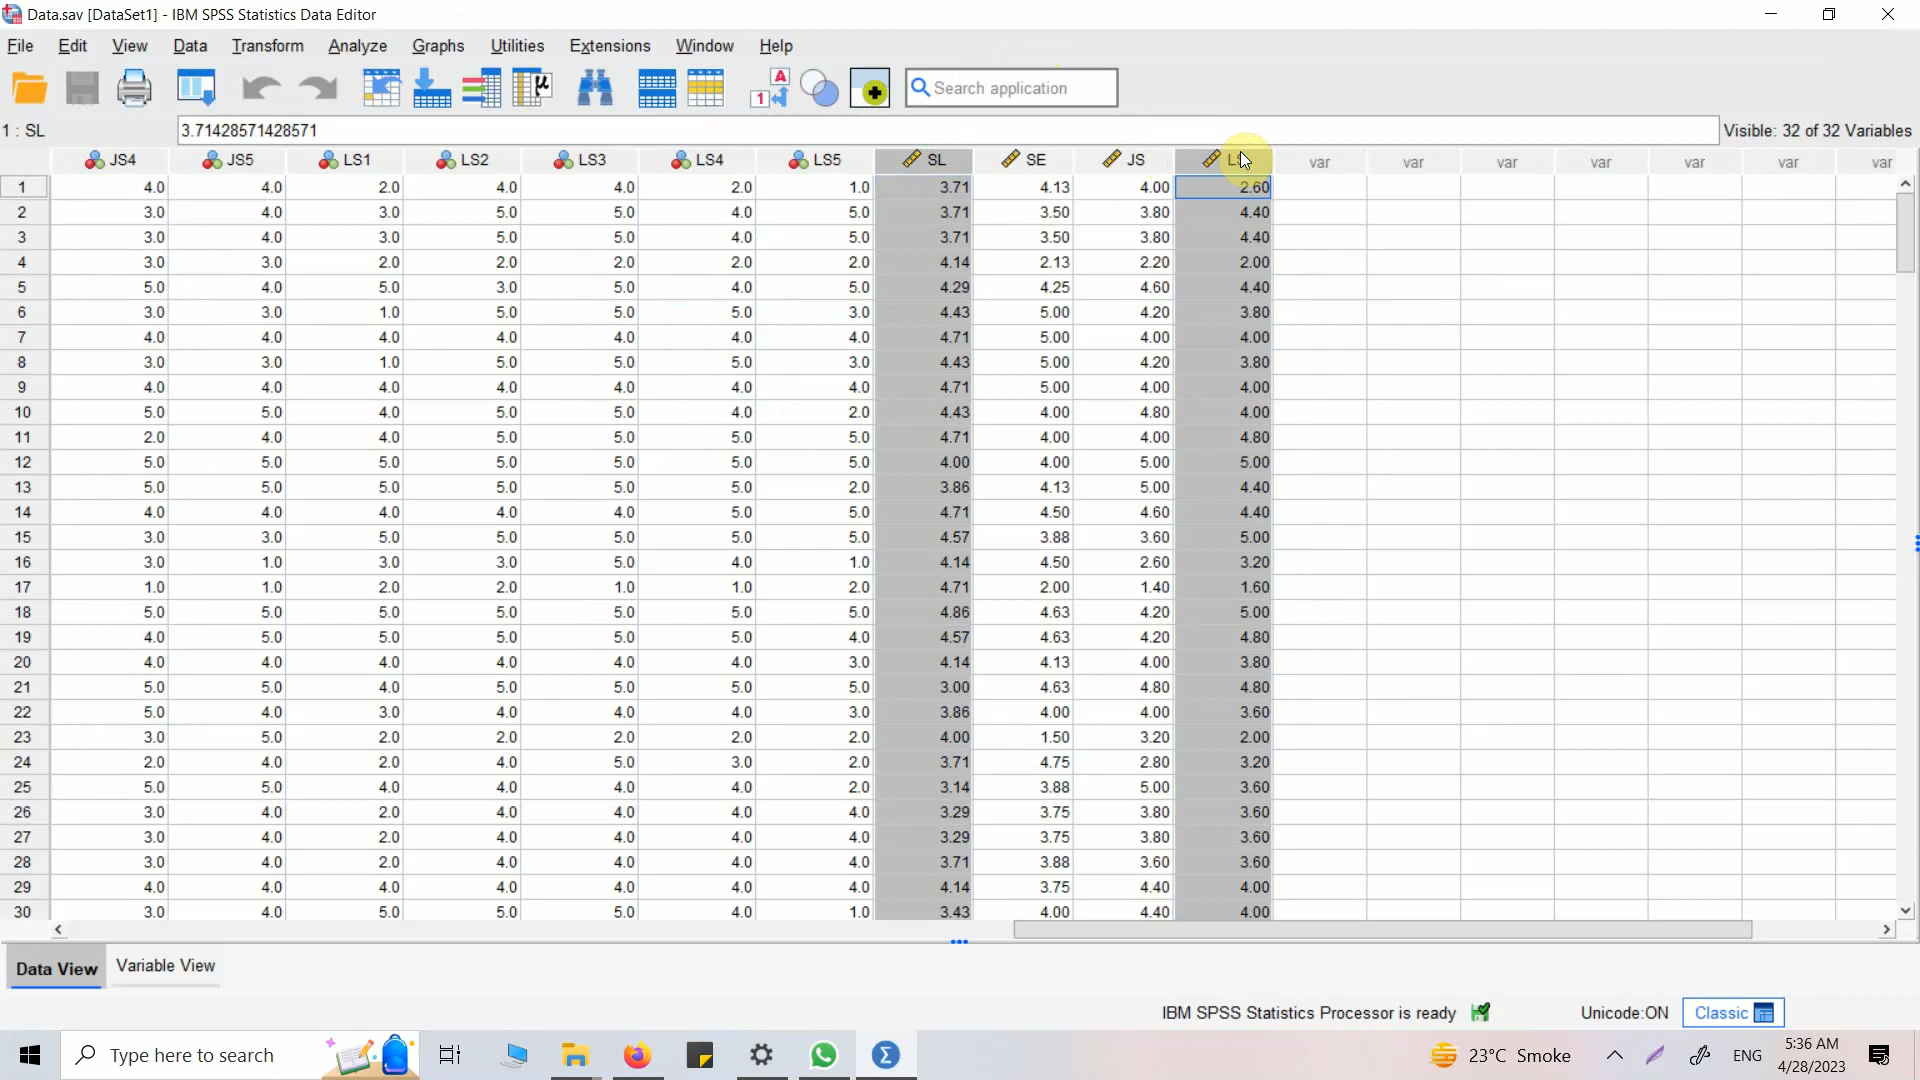 Data.sav [DataSet1] - IBM SPSS Statistics Data Editor
File Edit View Data Transform Analyze Graphs Utilities Extensions Window Help
Search application
1 : SL 3.71428571428571 Visible: 32 of 32 Variables
JS4 JS5 LS1 LS2 LS3 LS4 LS5 SL SE JS var var var var var var var
1 4.0 4.0 2.0 4.0 4.0 2.0 1.0 3.71 4.13 4.00 2.60
2 3.0 4.0 3.0 5.0 5.0 4.0 5.0 3.71 3.50 3.80 4.40
3 3.0 4.0 3.0 5.0 5.0 4.0 5.0 3.71 3.50 3.80 4.40
4 3.0 3.0 2.0 2.0 2.0 2.0 2.0 4.14 2.13 2.20 2.00
5 5.0 4.0 5.0 3.0 5.0 4.0 5.0 4.29 4.25 4.60 4.40
6 3.0 3.0 1.0 5.0 5.0 5.0 3.0 4.43 5.00 4.20 3.80
7 4.0 4.0 4.0 4.0 4.0 4.0 4.0 4.71 5.00 4.00 4.00
8 3.0 3.0 1.0 5.0 5.0 5.0 3.0 4.43 5.00 4.20 3.80
9 4.0 4.0 4.0 4.0 4.0 4.0 4.0 4.71 5.00 4.00 4.00
10 5.0 5.0 4.0 5.0 5.0 4.0 2.0 4.43 4.00 4.80 4.00
11 2.0 4.0 4.0 5.0 5.0 5.0 5.0 4.71 4.00 4.00 4.80
12 5.0 5.0 5.0 5.0 5.0 5.0 5.0 4.00 4.00 5.00 5.00
13 5.0 5.0 5.0 5.0 5.0 5.0 2.0 3.86 4.13 5.00 4.40
14 4.0 4.0 4.0 4.0 4.0 5.0 5.0 4.71 4.50 4.60 4.40
15 3.0 3.0 5.0 5.0 5.0 5.0 5.0 4.57 3.88 3.60 5.00
16 3.0 1.0 3.0 3.0 5.0 4.0 1.0 4.14 4.50 2.60 3.20
17 1.0 1.0 2.0 2.0 1.0 1.0 2.0 4.71 2.00 1.40 1.60
18 5.0 5.0 5.0 5.0 5.0 5.0 5.0 4.86 4.63 4.20 5.00
19 4.0 5.0 5.0 5.0 5.0 5.0 4.0 4.57 4.63 4.20 4.80
20 4.0 4.0 4.0 4.0 4.0 4.0 3.0 4.14 4.13 4.00 3.80
21 5.0 5.0 4.0 5.0 5.0 5.0 5.0 3.00 4.63 4.80 4.80
22 5.0 4.0 3.0 4.0 4.0 4.0 3.0 3.86 4.00 4.00 3.60
23 3.0 5.0 2.0 2.0 2.0 2.0 2.0 4.00 1.50 3.20 2.00
24 2.0 4.0 2.0 4.0 5.0 3.0 2.0 3.71 4.75 2.80 3.20
25 5.0 5.0 4.0 4.0 4.0 4.0 2.0 3.14 3.88 5.00 3.60
26 3.0 4.0 2.0 4.0 4.0 4.0 4.0 3.29 3.75 3.80 3.60
27 3.0 4.0 2.0 4.0 4.0 4.0 4.0 3.29 3.75 3.80 3.60
28 3.0 4.0 2.0 4.0 4.0 4.0 4.0 3.71 3.88 3.60 3.60
29 4.0 4.0 4.0 4.0 4.0 4.0 4.0 4.14 3.75 4.40 4.00
30 3.0 4.0 5.0 5.0 5.0 4.0 1.0 3.43 4.00 4.40 4.00
Data View Variable View
IBM SPSS Statistics Processor is ready Unicode:ON Classic
Type here to search 23°C Smoke ENG 5:36 AM
4/28/2023